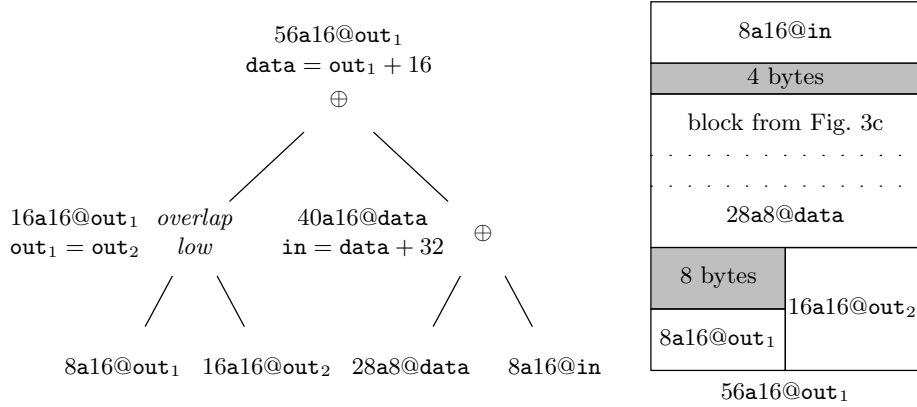 56a16@out₁
data = out₁ + 16
⊕
16a16@out₁ overlap
out₁ = out₂ low
40a16@data
in = data + 32 ⊕
8a16@out₁ 16a16@out₂ 28a8@data 8a16@in
8a16@in
4 bytes
block from Fig. 3c
28a8@data
8 bytes
16a16@out₂
8a16@out₁
56a16@out₁